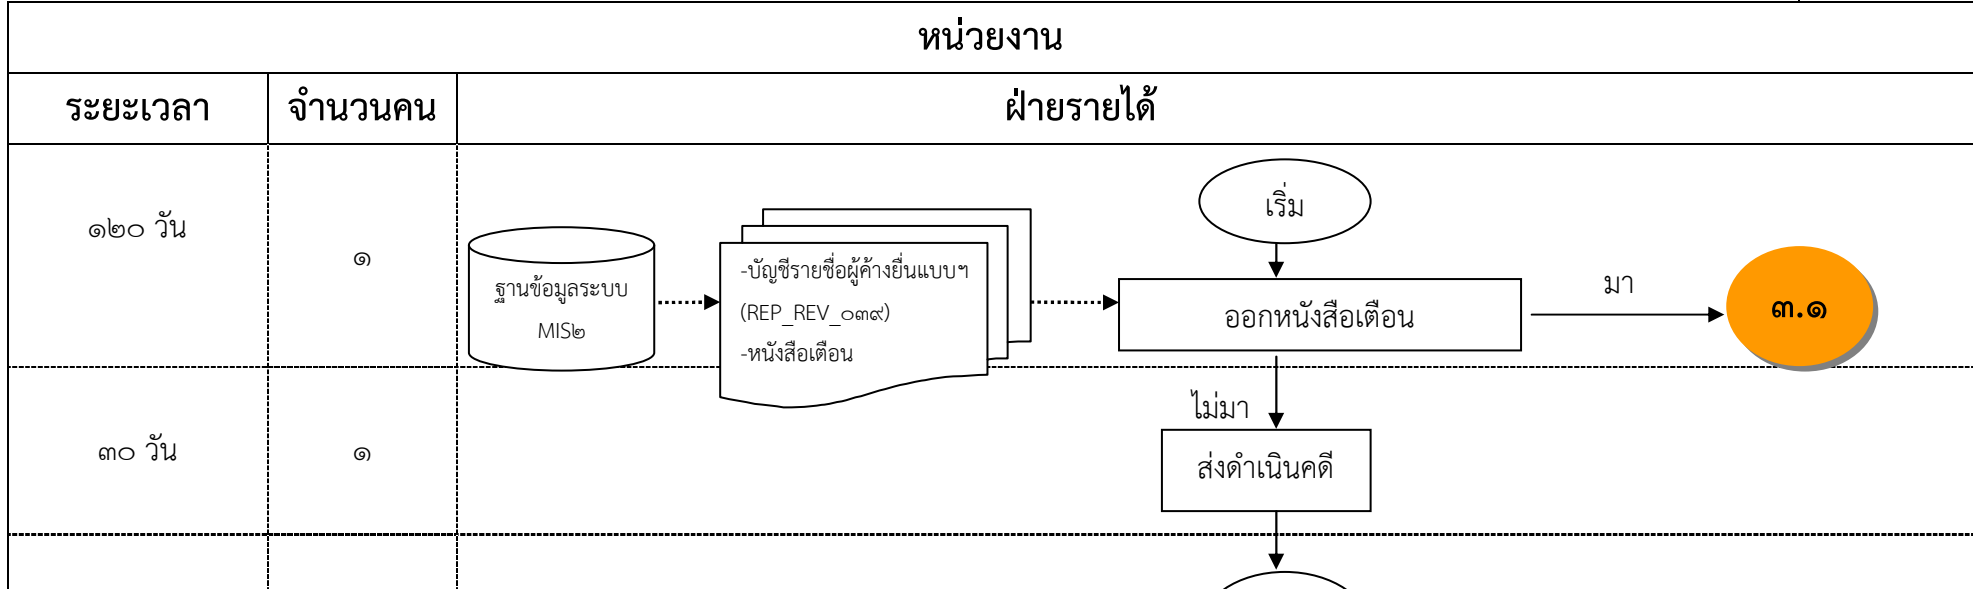 หน่วยงาน
ระยะเวลา
จำนวนคน
ฝ่ายรายได้
๑๒๐ วัน
๑
ฐานข้อมูลระบบ
MIS๒
-บัญชีรายชื่อผู้ค้างยื่นแบบฯ
(REP_REV_๐๓๙)
-หนังสือเตือน
เริ่ม
ออกหนังสือเตือน
มา
๓.๑
๓๐ วัน
๑
ไม่มา
ส่งดำเนินคดี